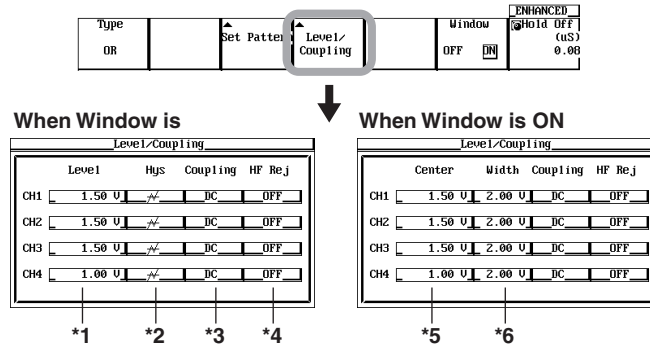 ENHANCED
Type
OR
Set Pattern
Level/
Coupling
Window
OFF ON
Hold Off
(uS)
0.08
When Window is
Level/Coupling
Level Hys Coupling HF Rej
CH1 1.50 V DC OFF
CH2 1.50 V DC OFF
CH3 1.50 V DC OFF
CH4 1.00 V DC OFF
*1 *2 *3 *4
When Window is ON
Level/Coupling
Center Width Coupling HF Rej
CH1 1.50 V 2.00 V DC OFF
CH2 1.50 V 2.00 V DC OFF
CH3 1.50 V 2.00 V DC OFF
CH4 1.00 V 2.00 V DC OFF
*5 *6